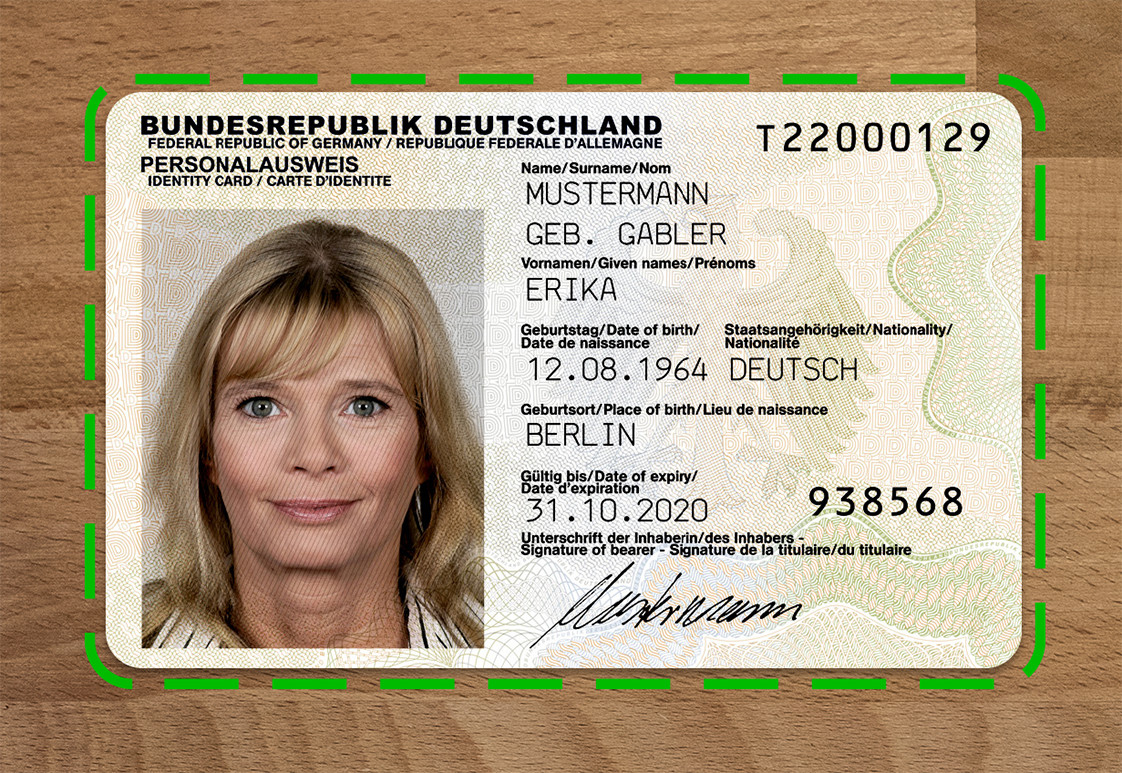 BUNDESREPUBLIK DEUTSCHLAND
FEDERAL REPUBLIC OF GERMANY / REPUBLIQUE FEDERALE D'ALLEMAGNE
PERSONALAUSWEIS
IDENTITY CARD / CARTE D'IDENTITE
T22000129
Name/Surname/Nom
MUSTERMANN
GEB. GABLER
Vornamen/Given names/Prénoms
ERIKA
Geburtstag/Date of birth/
Date de naissance
12.08.1964
Staatsangehörigkeit/Nationality/
Nationalité
DEUTSCH
Geburtsort/Place of birth/Lieu de naissance
BERLIN
Gültig bis/Date of expiry/
Date d'expiration
31.10.2020
938568
Unterschrift der Inhaberin/des Inhabers -
Signature of bearer - Signature de la titulaire/du titulaire
Mustermann